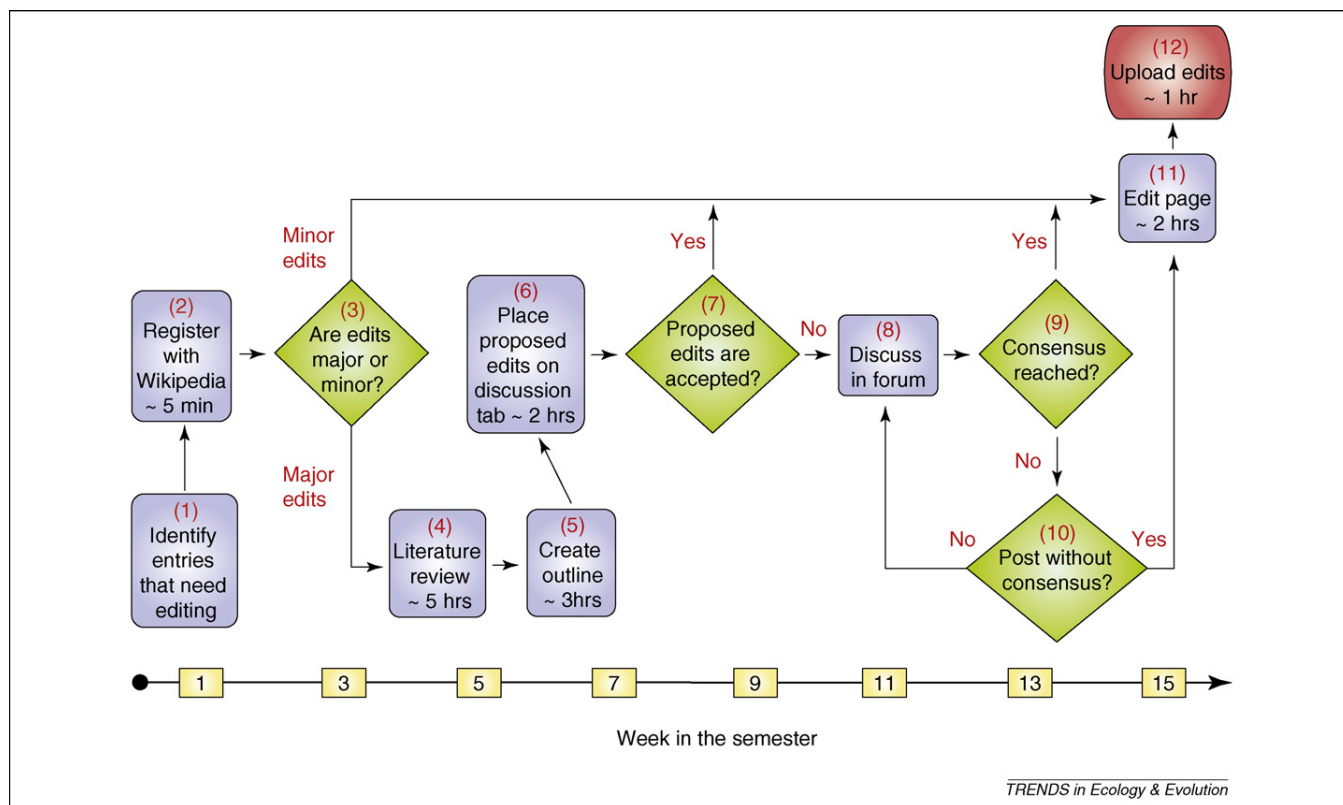 (1)
Identify
entries
that need
editing
(2)
Register
with
Wikipedia
~ 5 min
(3)
Are edits
major or
minor?
Minor
edits
Major
edits
(4)
Literature
review
~ 5 hrs
(5)
Create
outline
~ 3hrs
(6)
Place
proposed
edits on
discussion
tab ~ 2 hrs
(7)
Proposed
edits are
accepted?
Yes
No
(8)
Discuss
in forum
(9)
Consensus
reached?
Yes
No
(10)
Post without
consensus?
No
Yes
(11)
Edit page
~ 2 hrs
(12)
Upload edits
~ 1 hr
1 3 5 7 9 11 13 15
Week in the semester
TRENDS in Ecology & Evolution